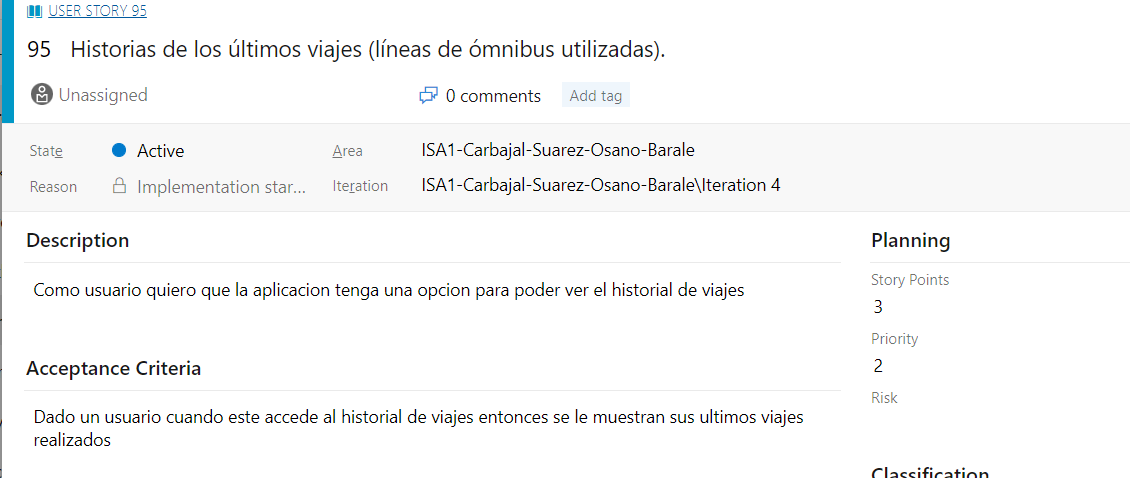 USER STORY 95
95 Historias de los últimos viajes (líneas de ómnibus utilizadas).
Unassigned
0 comments
Add tag
State Active
Area ISA1-Carbajal-Suarez-Osano-Barale
Reason Implementation star...
Iteration ISA1-Carbajal-Suarez-Osano-Barale\Iteration 4
Description
Como usuario quiero que la aplicacion tenga una opcion para poder ver el historial de viajes
Acceptance Criteria
Dado un usuario cuando este accede al historial de viajes entonces se le muestran sus ultimos viajes
realizados
Planning
Story Points
3
Priority
2
Risk
Classification